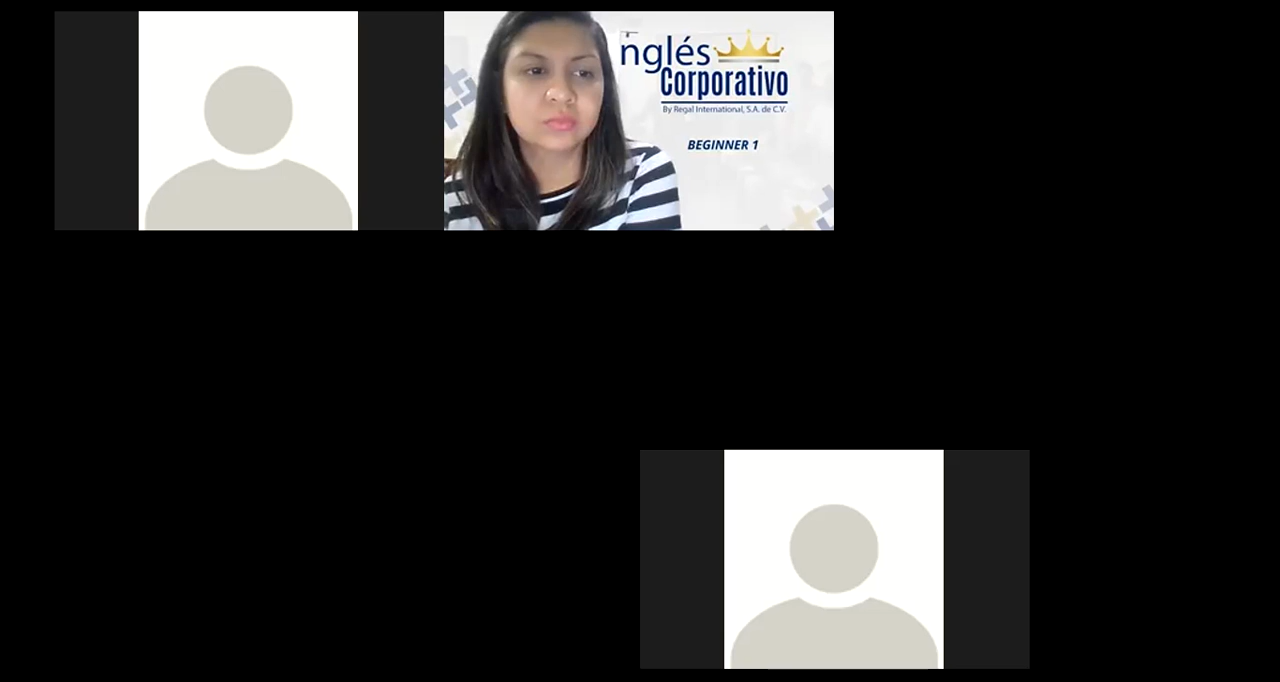 nglés
Corporativo
By Regal International, S.A. de C.V.
BEGINNER 1